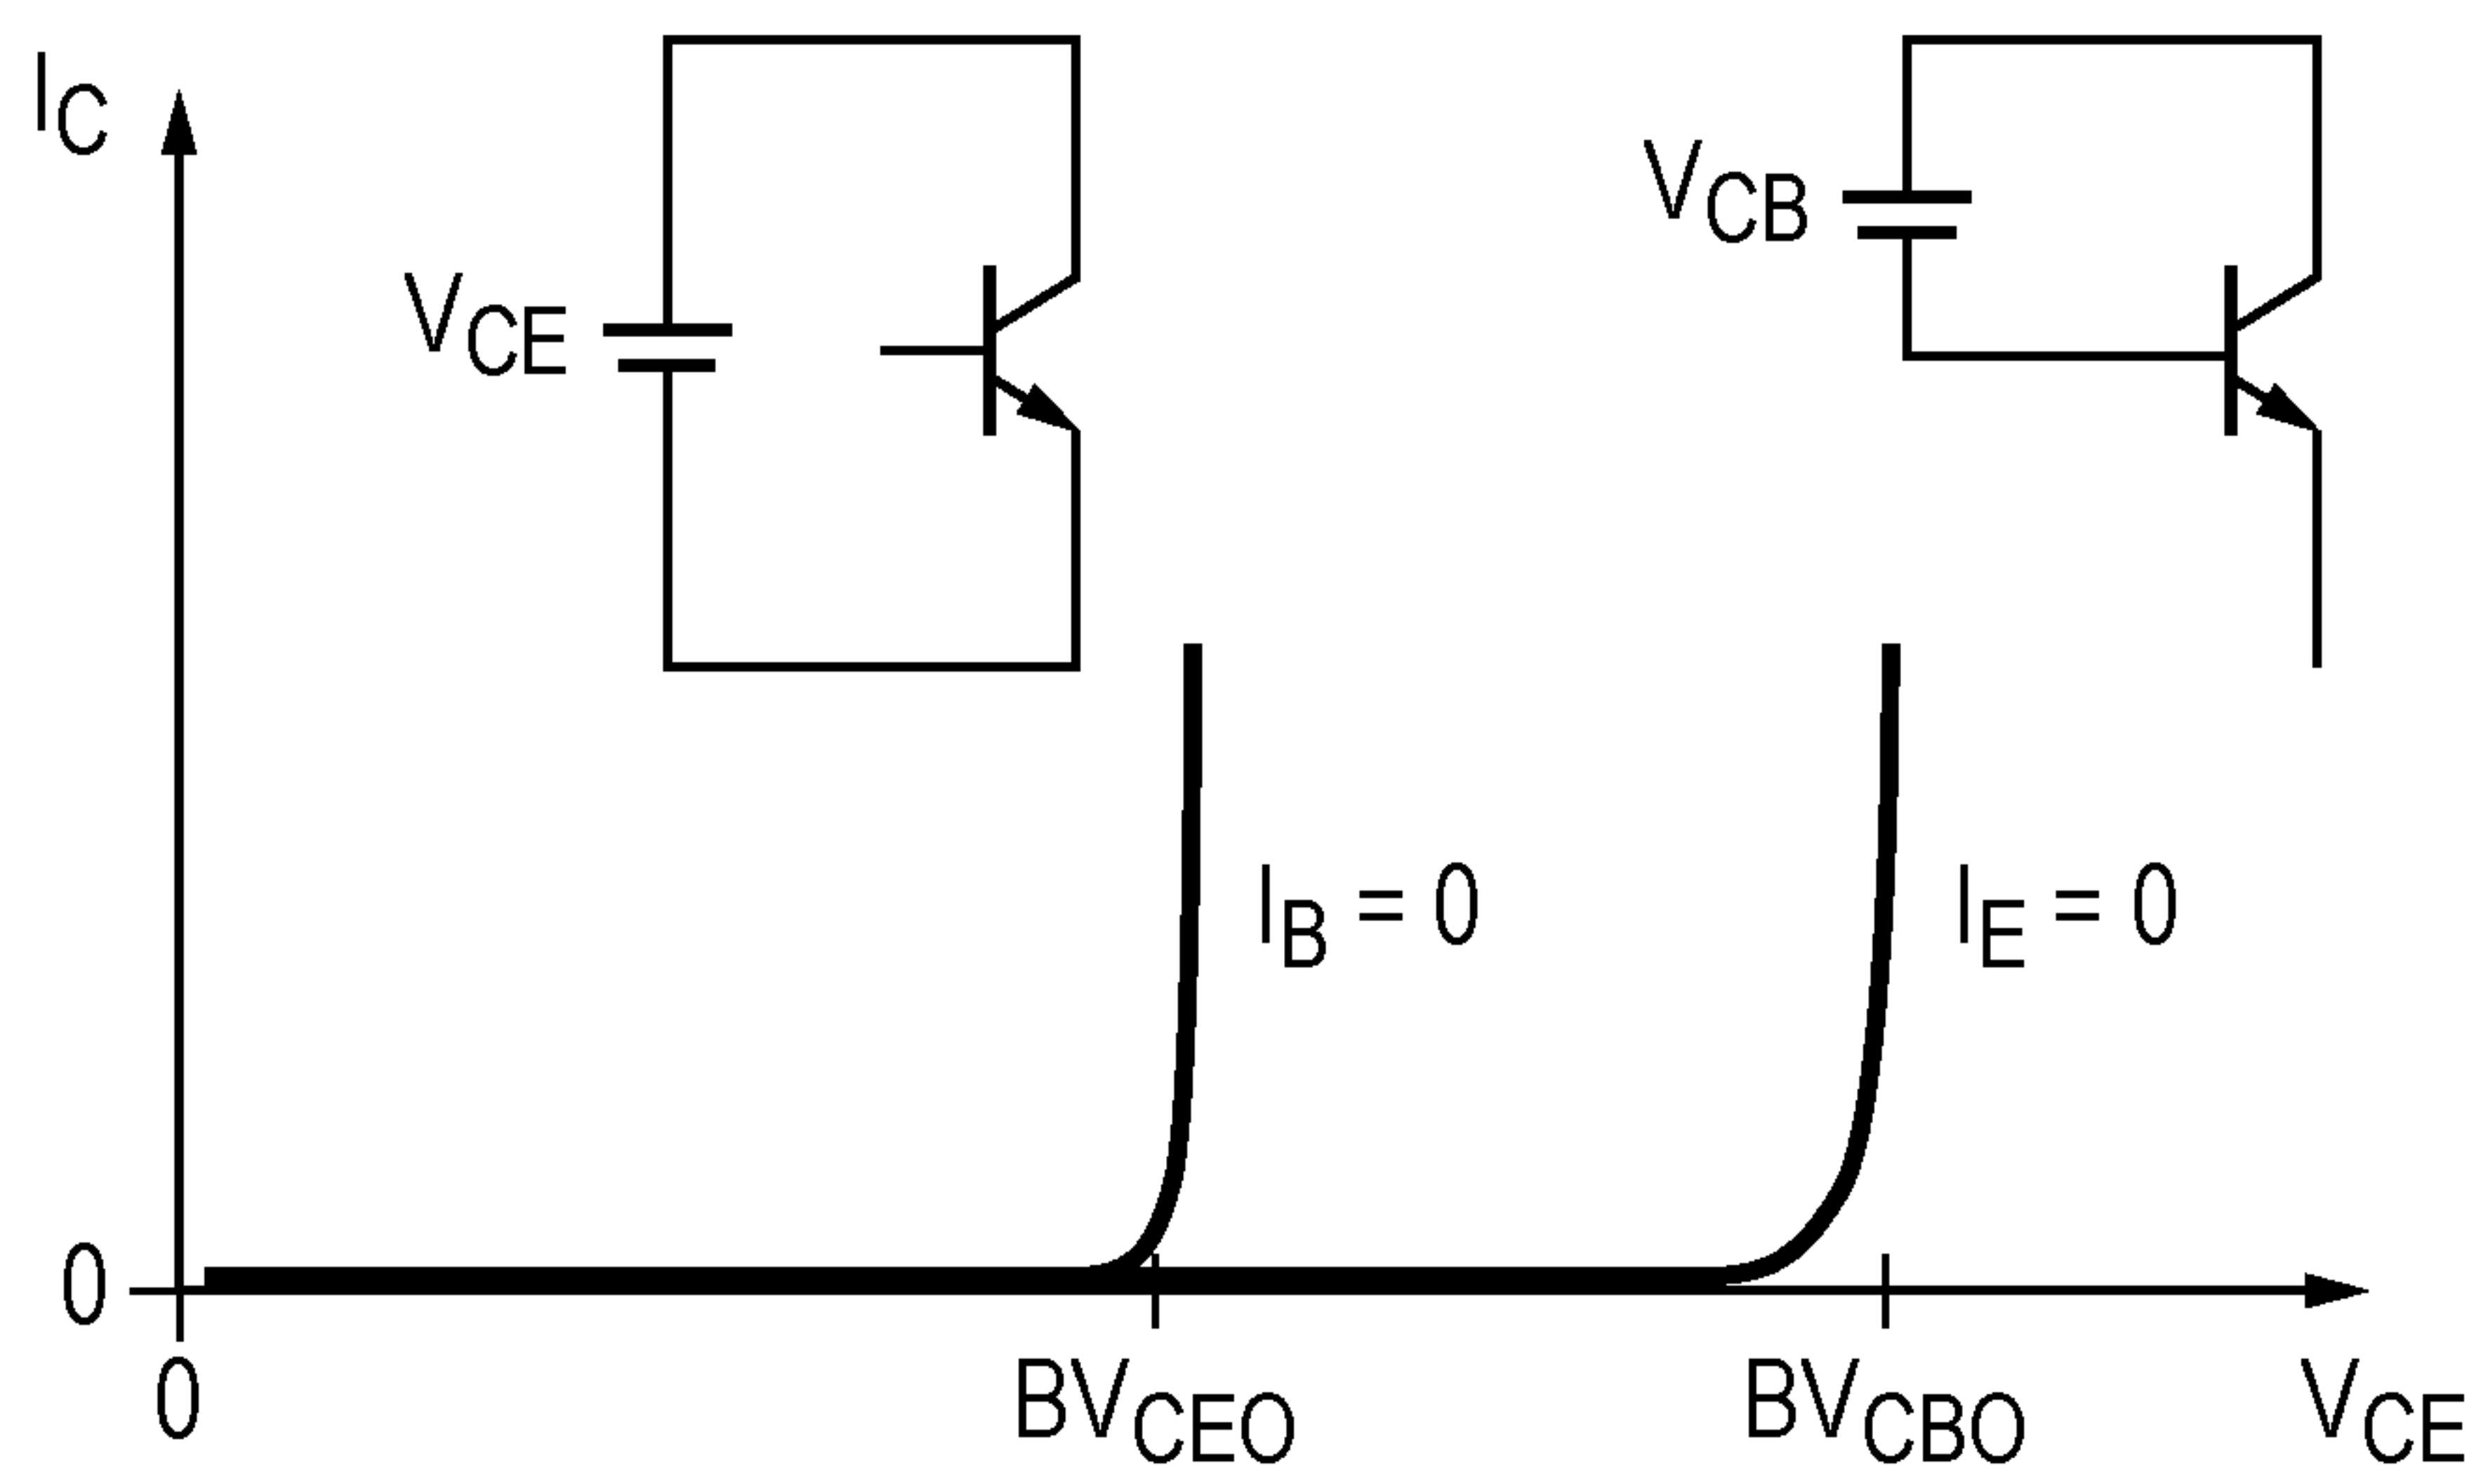 I_C
V_CE
V_CB
I_B = 0
I_E = 0
0
0
BV_CEO
BV_CBO
V_CE